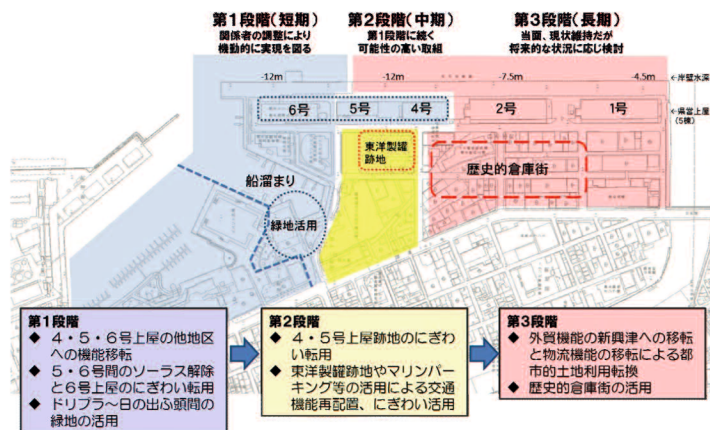 第1段階(短期)
関係者の調整により
機動的に実現を図る
第2段階(中期)
第1段階に続く
可能性の高い取組
第3段階(長期)
当面、現状維持だが
将来的な状況に応じ検討
-12m
-12m
-7.5m
-4.5m
←岸壁水深
6号
5号
4号
2号
1号
←県営上屋
(5棟)
東洋製罐
跡地
歴史的倉庫街
船溜まり
緑地活用
第1段階
◆ 4・5・6号上屋の他地区
への機能移転
◆ 5・6号間のソーラス解除
と6号上屋のにぎわい転用
◆ ドリプラ~日の出ふ頭間の
緑地の活用
第2段階
◆ 4・5号上屋跡地のにぎ
わい転用
◆ 東洋製罐跡地やマリンパー
キング等の活用による交通
機能再配置、にぎわい活用
第3段階
◆ 外貿機能の新興津への移転
と物流機能の移転による都
市的土地利用転換
◆ 歴史的倉庫街の活用